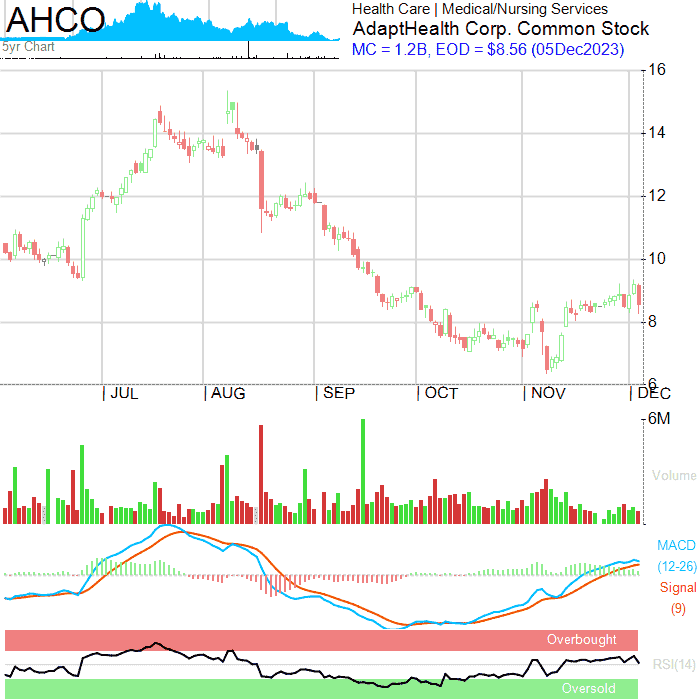 AHCO
5yr Chart
Health Care | Medical/Nursing Services
AdaptHealth Corp. Common Stock
MC = 1.2B, EOD = $8.56 (05Dec2023)
16
14
12
10
8
6
JUL AUG SEP OCT NOV DEC
6M
Volume
MACD
(12-26)
Signal
(9)
Overbought
RSI(14)
Oversold